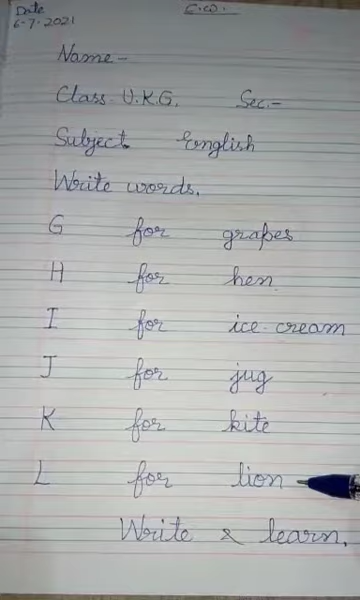 Date C.W.
6-7-2021
Name-
Class U.K.G. Sec.-
Subject English
Write words.
G for grapes
H for hen
I for ice-cream
J for jug
K for kite
L for lion
Write & learn.